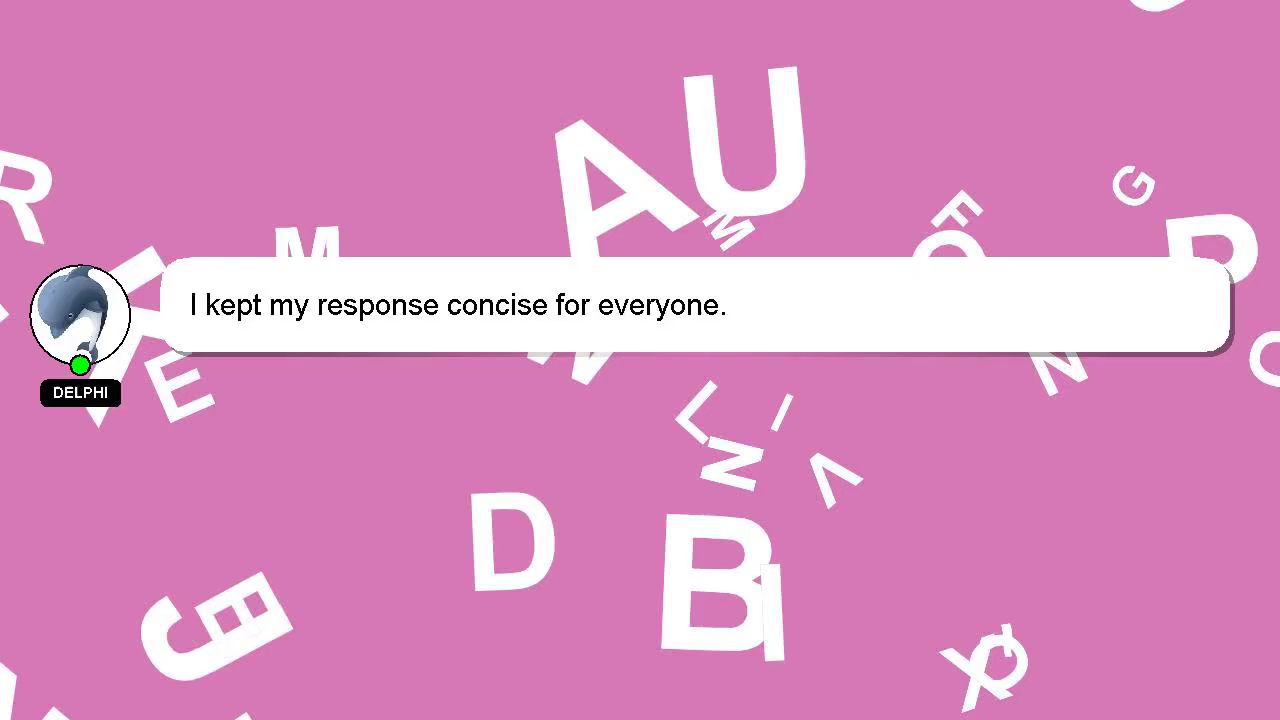 I kept my response concise for everyone.
DELPHI
R
A
U
M
M
F
O
G
D
E
N
L
I
N
V
D
B
I
J
E
X
Q